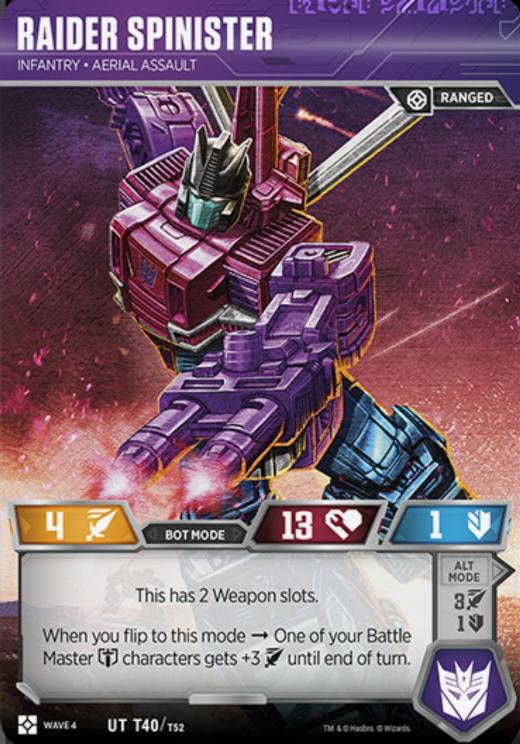 RAIDER SPINISTER
INFANTRY • AERIAL ASSAULT
RANGED
4
BOT MODE
13
1
ALT
MODE
3
1
This has 2 Weapon slots.
When you flip to this mode → One of your Battle
Master characters gets +3 until end of turn.
WAVE 4 UT T40/T52
TM & © Hasbro. © Wizards.